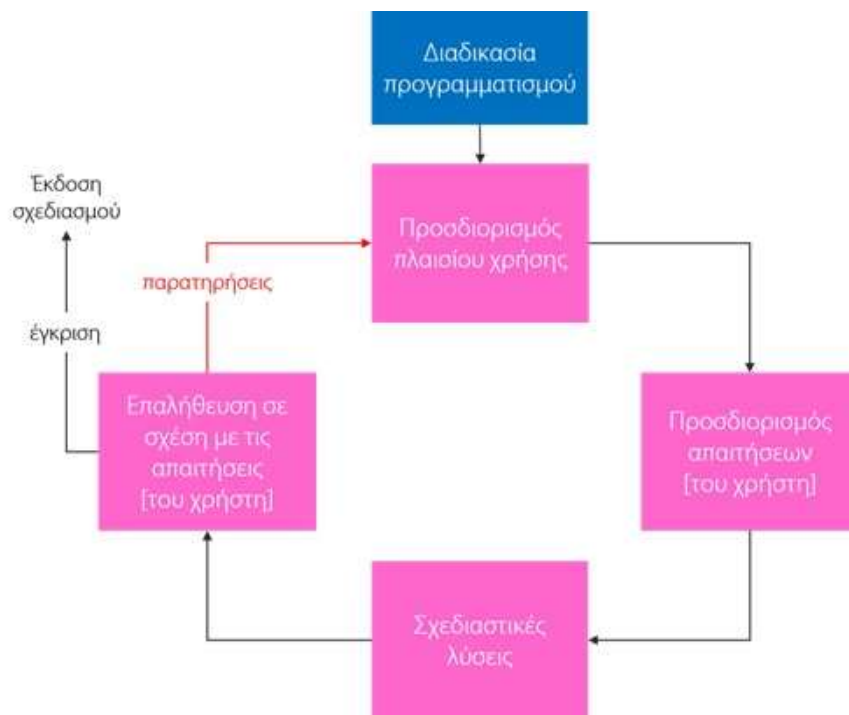 Διαδικασία
προγραμματισμού
Προσδιορισμός
πλαισίου χρήσης
Έκδοση
σχεδιασμού
παρατηρήσεις
έγκριση
Επαλήθευση σε
σχέση με τις
απαιτήσεις
[του χρήστη]
Προσδιορισμός
απαιτήσεων
[του χρήστη]
Σχεδιαστικές
λύσεις